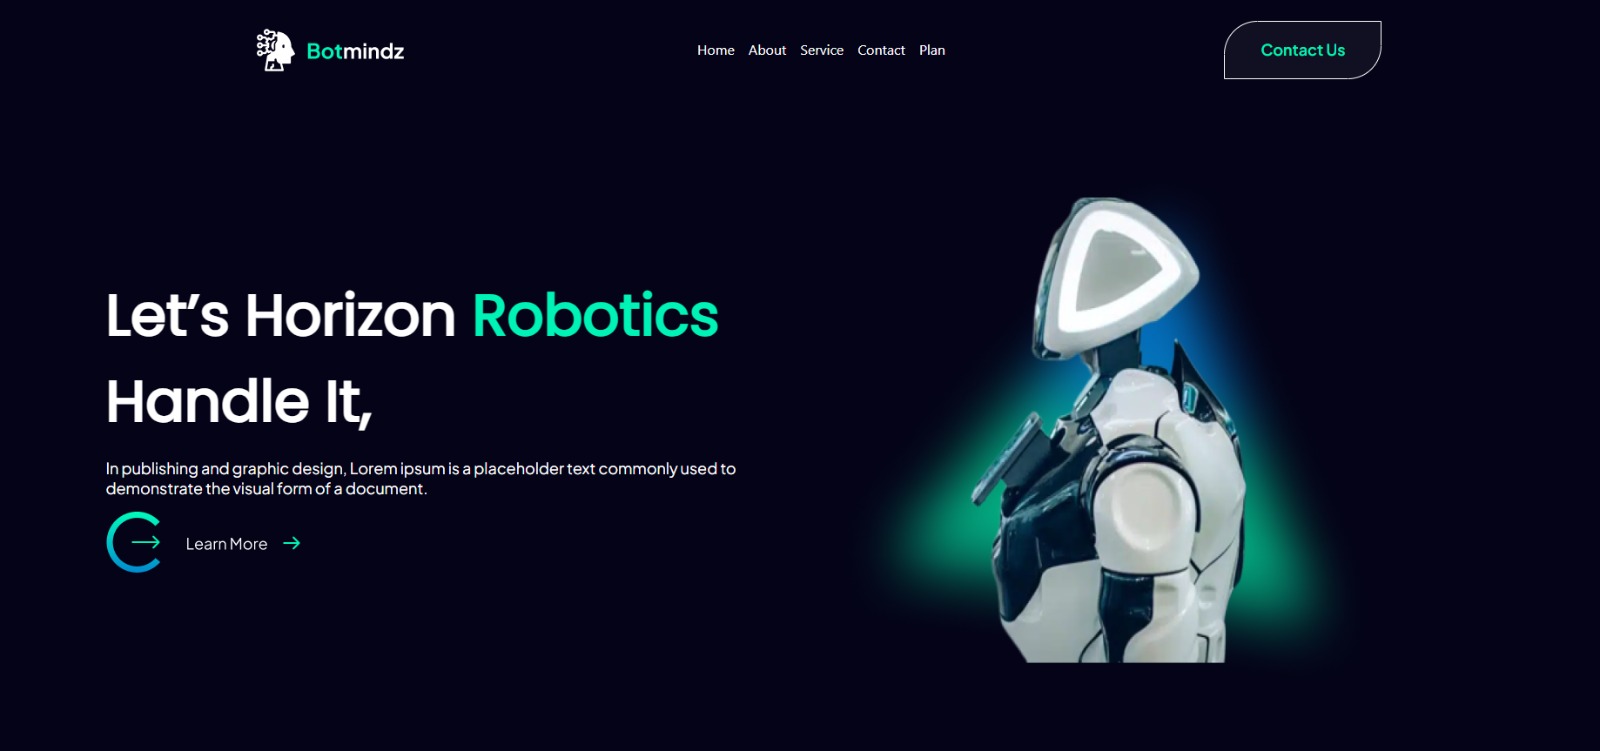 Botmindz
Home About Service Contact Plan
Contact Us
Let’s Horizon Robotics
Handle It,
In publishing and graphic design, Lorem ipsum is a placeholder text commonly used to
demonstrate the visual form of a document.
Learn More